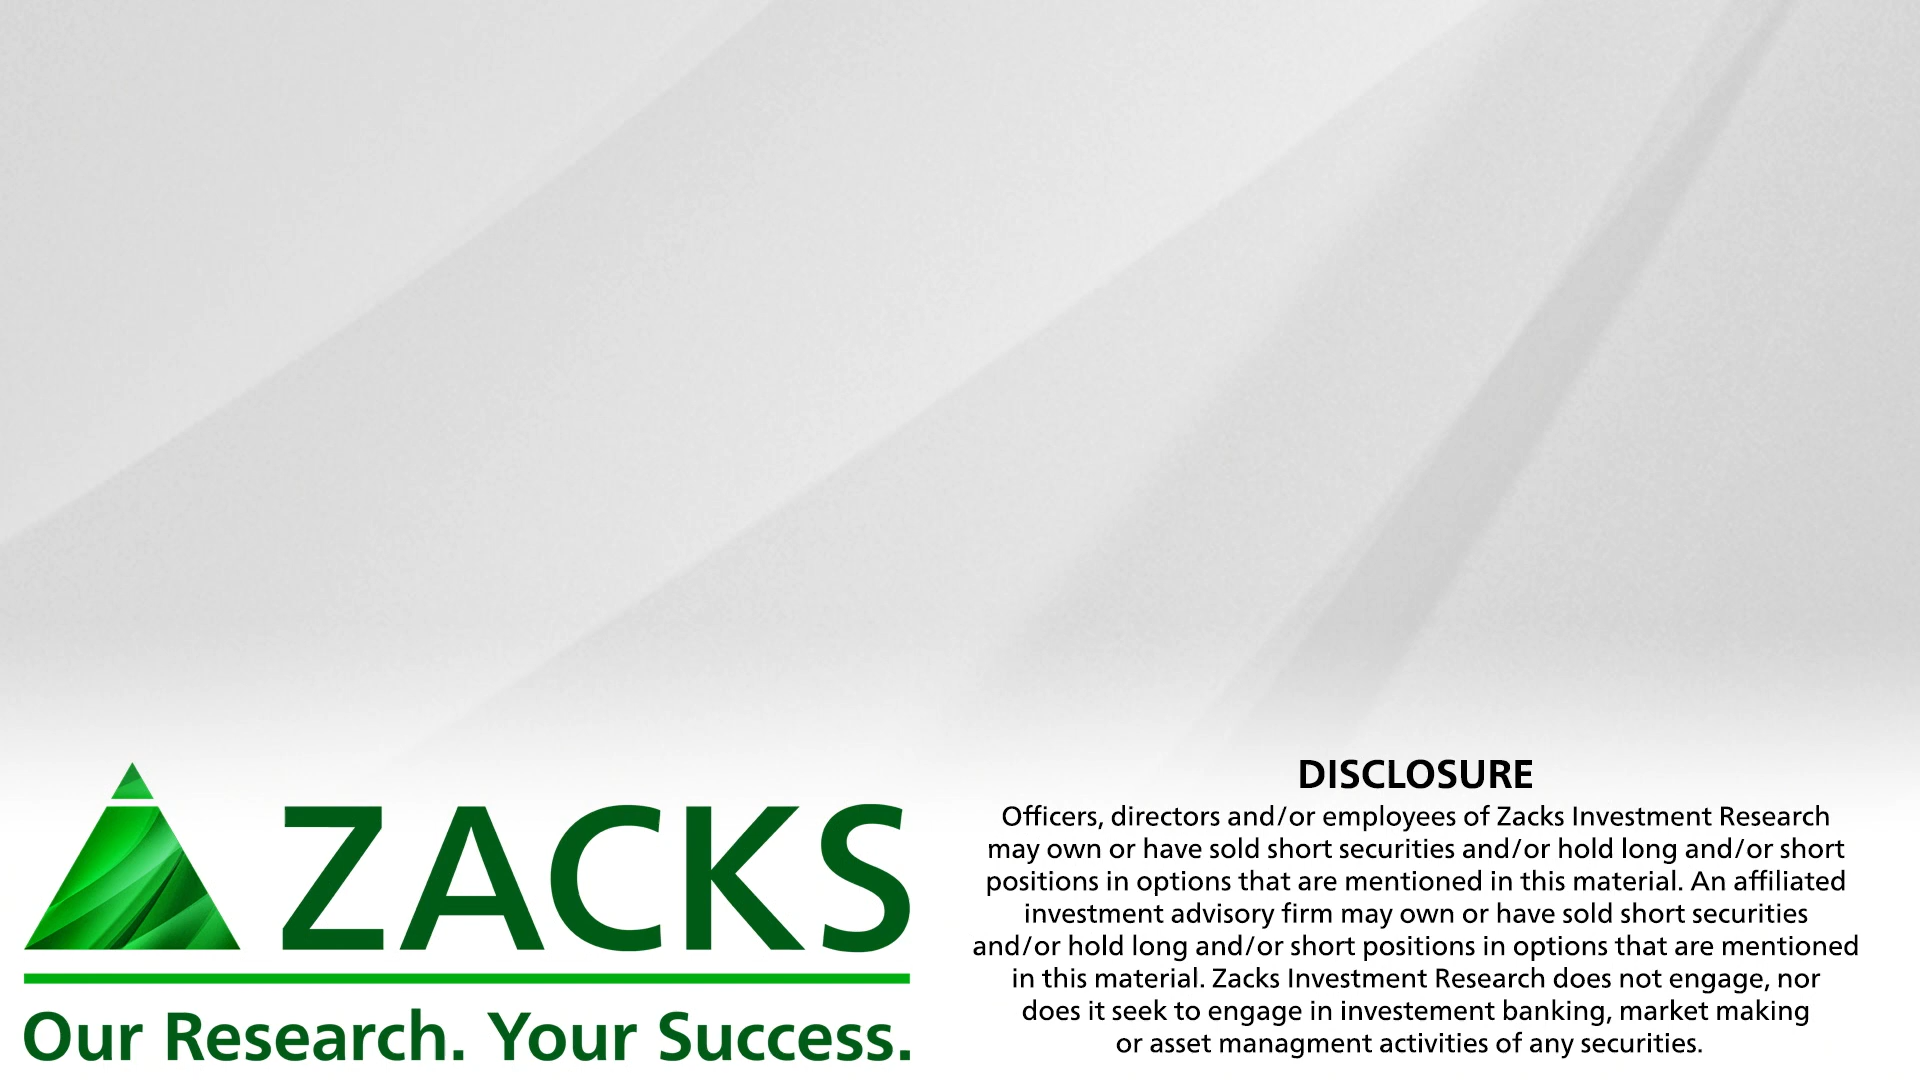 ZACKS
Our Research. Your Success.
DISCLOSURE
Officers, directors and/or employees of Zacks Investment Research
may own or have sold short securities and/or hold long and/or short
positions in options that are mentioned in this material. An affiliated
investment advisory firm may own or have sold short securities
and/or hold long and/or short positions in options that are mentioned
in this material. Zacks Investment Research does not engage, nor
does it seek to engage in investement banking, market making
or asset managment activities of any securities.